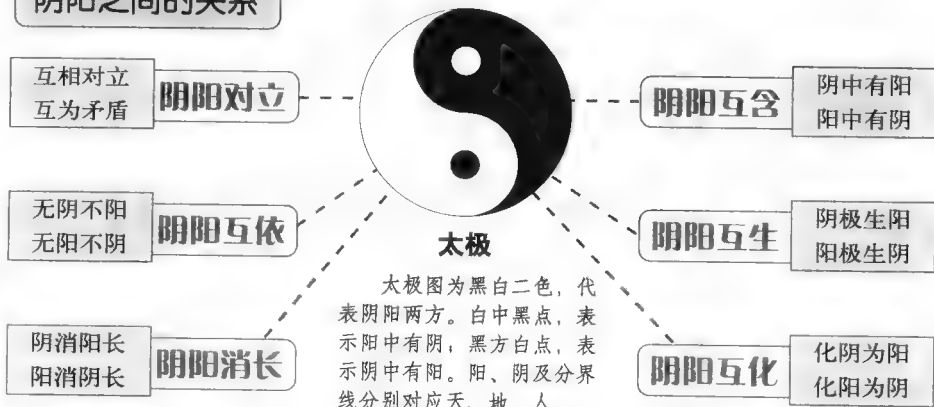 阴阳之间的关系
互相对立
互为矛盾
阴阳对立
阴阳互含
阴中有阳
阳中有阴
无阴不阳
无阳不阴
阴阳互依
阴阳互生
阴极生阳
阳极生阴
太极
太极图为黑白二色，代
表阴阳两方。白中黑点，表
示阳中有阴；黑方白点，表
示阴中有阳。阳、阴及分界
线分别对应天、地、人
阴消阳长
阳消阴长
阴阳消长
阴阳互化
化阴为阳
化阳为阴